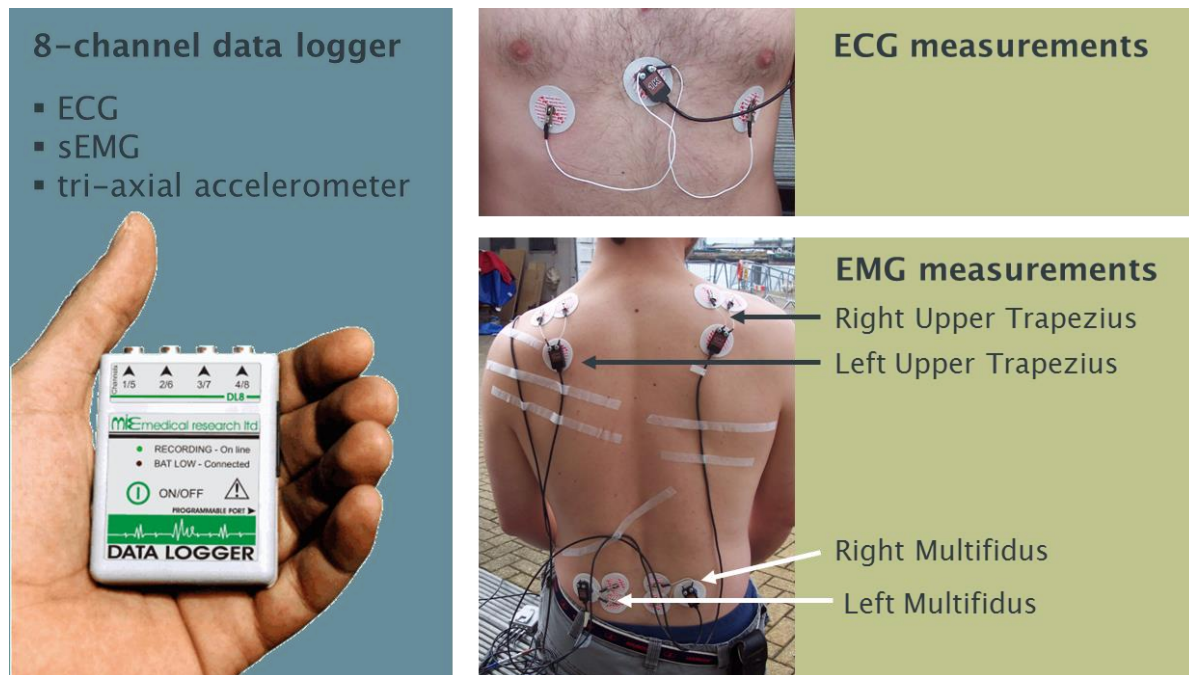 8-channel data logger
▪ ECG
▪ sEMG
▪ tri-axial accelerometer
Channels
1/5 2/6 3/7 4/8
DL8
mie medical research ltd
RECORDING - On line
BAT LOW - Connected
ON/OFF
PROGRAMMABLE PORT
DATA LOGGER
ECG measurements
EMG measurements
Right Upper Trapezius
Left Upper Trapezius
Right Multifidus
Left Multifidus